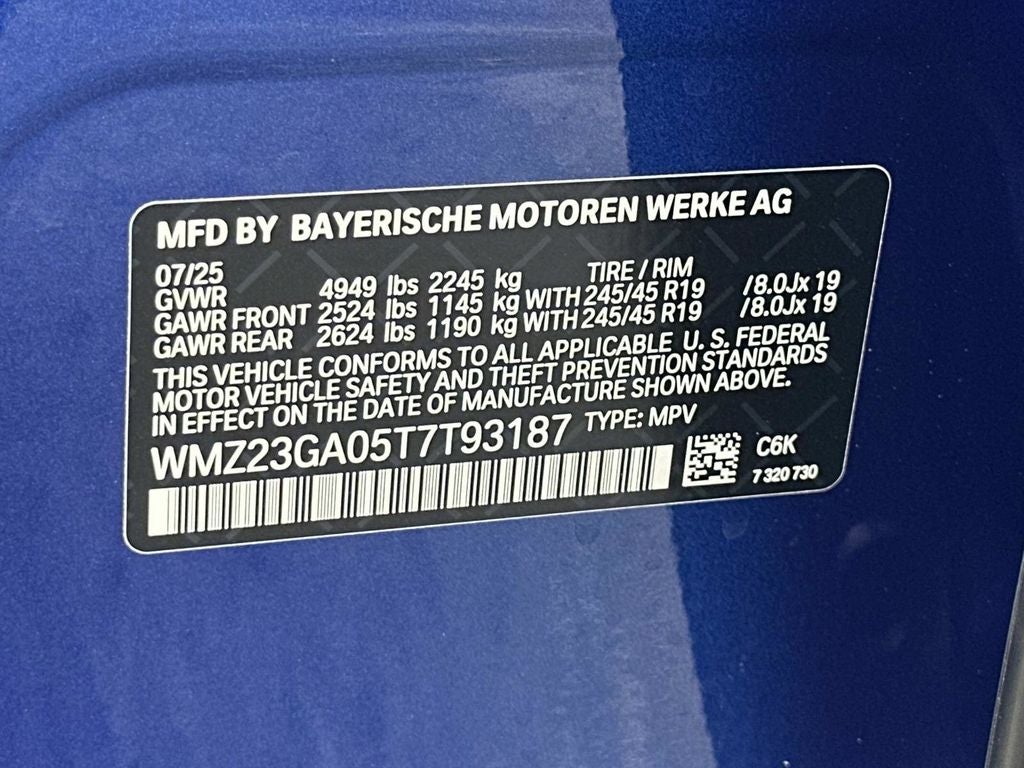 MFD BY BAYERISCHE MOTOREN WERKE AG
07/25 TIRE / RIM
GVWR 4949 lbs 2245 kg
GAWR FRONT 2524 lbs 1145 kg WITH 245/45 R19 /8.0Jx 19
GAWR REAR 2624 lbs 1190 kg WITH 245/45 R19 /8.0Jx 19
THIS VEHICLE CONFORMS TO ALL APPLICABLE U. S. FEDERAL
MOTOR VEHICLE SAFETY AND THEFT PREVENTION STANDARDS
IN EFFECT ON THE DATE OF MANUFACTURE SHOWN ABOVE.
WMZ23GA05T7T93187 TYPE: MPV
C6K
7 320 730